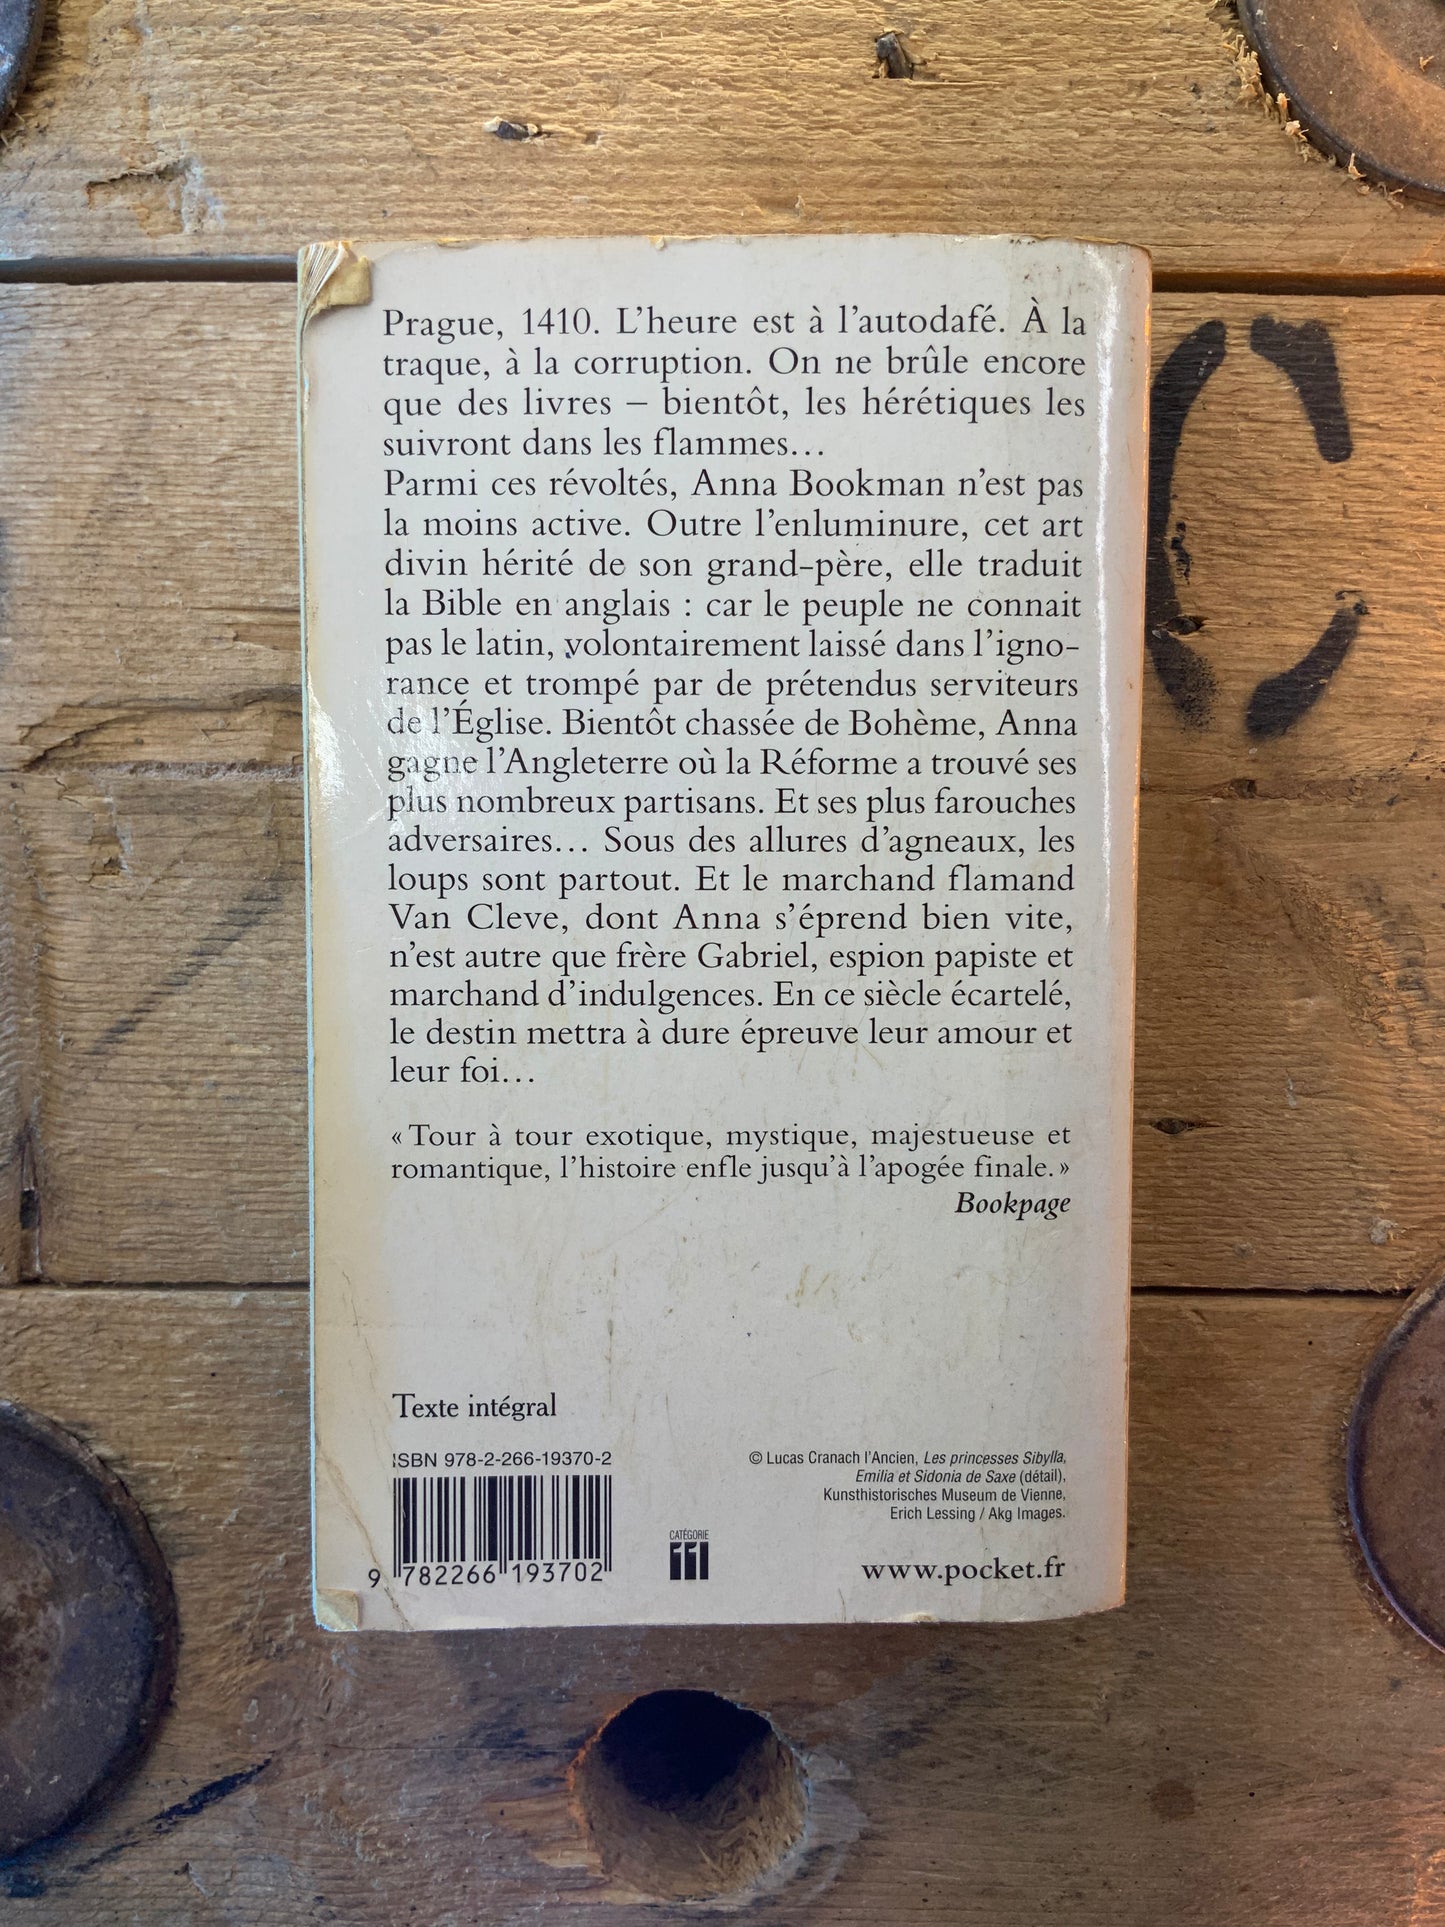 Prague, 1410. L'heure est à l'autodafé. À la
traque, à la corruption. On ne brûle encore
que des livres – bientôt, les hérétiques les
suivront dans les flammes…
Parmi ces révoltés, Anna Bookman n'est pas
la moins active. Outre l'enluminure, cet art
divin hérité de son grand-père, elle traduit
la Bible en anglais : car le peuple ne connait
pas le latin, volontairement laissé dans l'igno-
rance et trompé par de prétendus serviteurs
de l'Église. Bientôt chassée de Bohème, Anna
gagne l'Angleterre où la Réforme a trouvé ses
plus nombreux partisans. Et ses plus farouches
adversaires… Sous des allures d'agneaux, les
loups sont partout. Et le marchand flamand
Van Cleve, dont Anna s'éprend bien vite,
n'est autre que frère Gabriel, espion papiste et
marchand d'indulgences. En ce siècle écartelé,
le destin mettra à dure épreuve leur amour et
leur foi…
« Tour à tour exotique, mystique, majestueuse et
romantique, l'histoire enfle jusqu'à l'apogée finale. »
Bookpage
Texte intégral
ISBN 978-2-266-19370-2
9 782266 193702
CATÉGORIE
11
© Lucas Cranach l'Ancien, Les princesses Sibylla,
Emilia et Sidonia de Saxe (détail),
Kunsthistorisches Museum de Vienne,
Erich Lessing / Akg Images.
www.pocket.fr
C